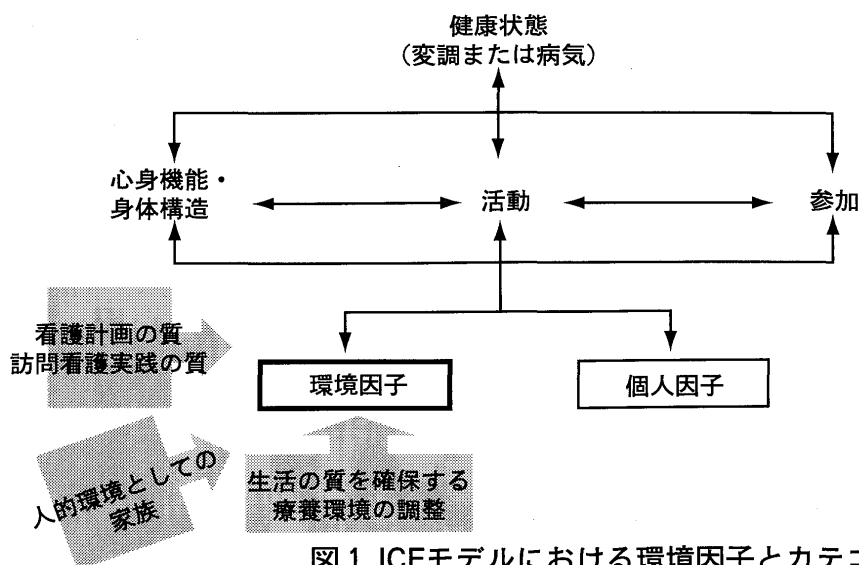 健康状態
(変調または病気)
心身機能・
身体構造
活動
参加
看護計画の質
訪問看護実践の質
環境因子
個人因子
人的環境としての
家族
生活の質を確保する
療養環境の調整
図1 ICFモデルにおける環境因子とカテゴ